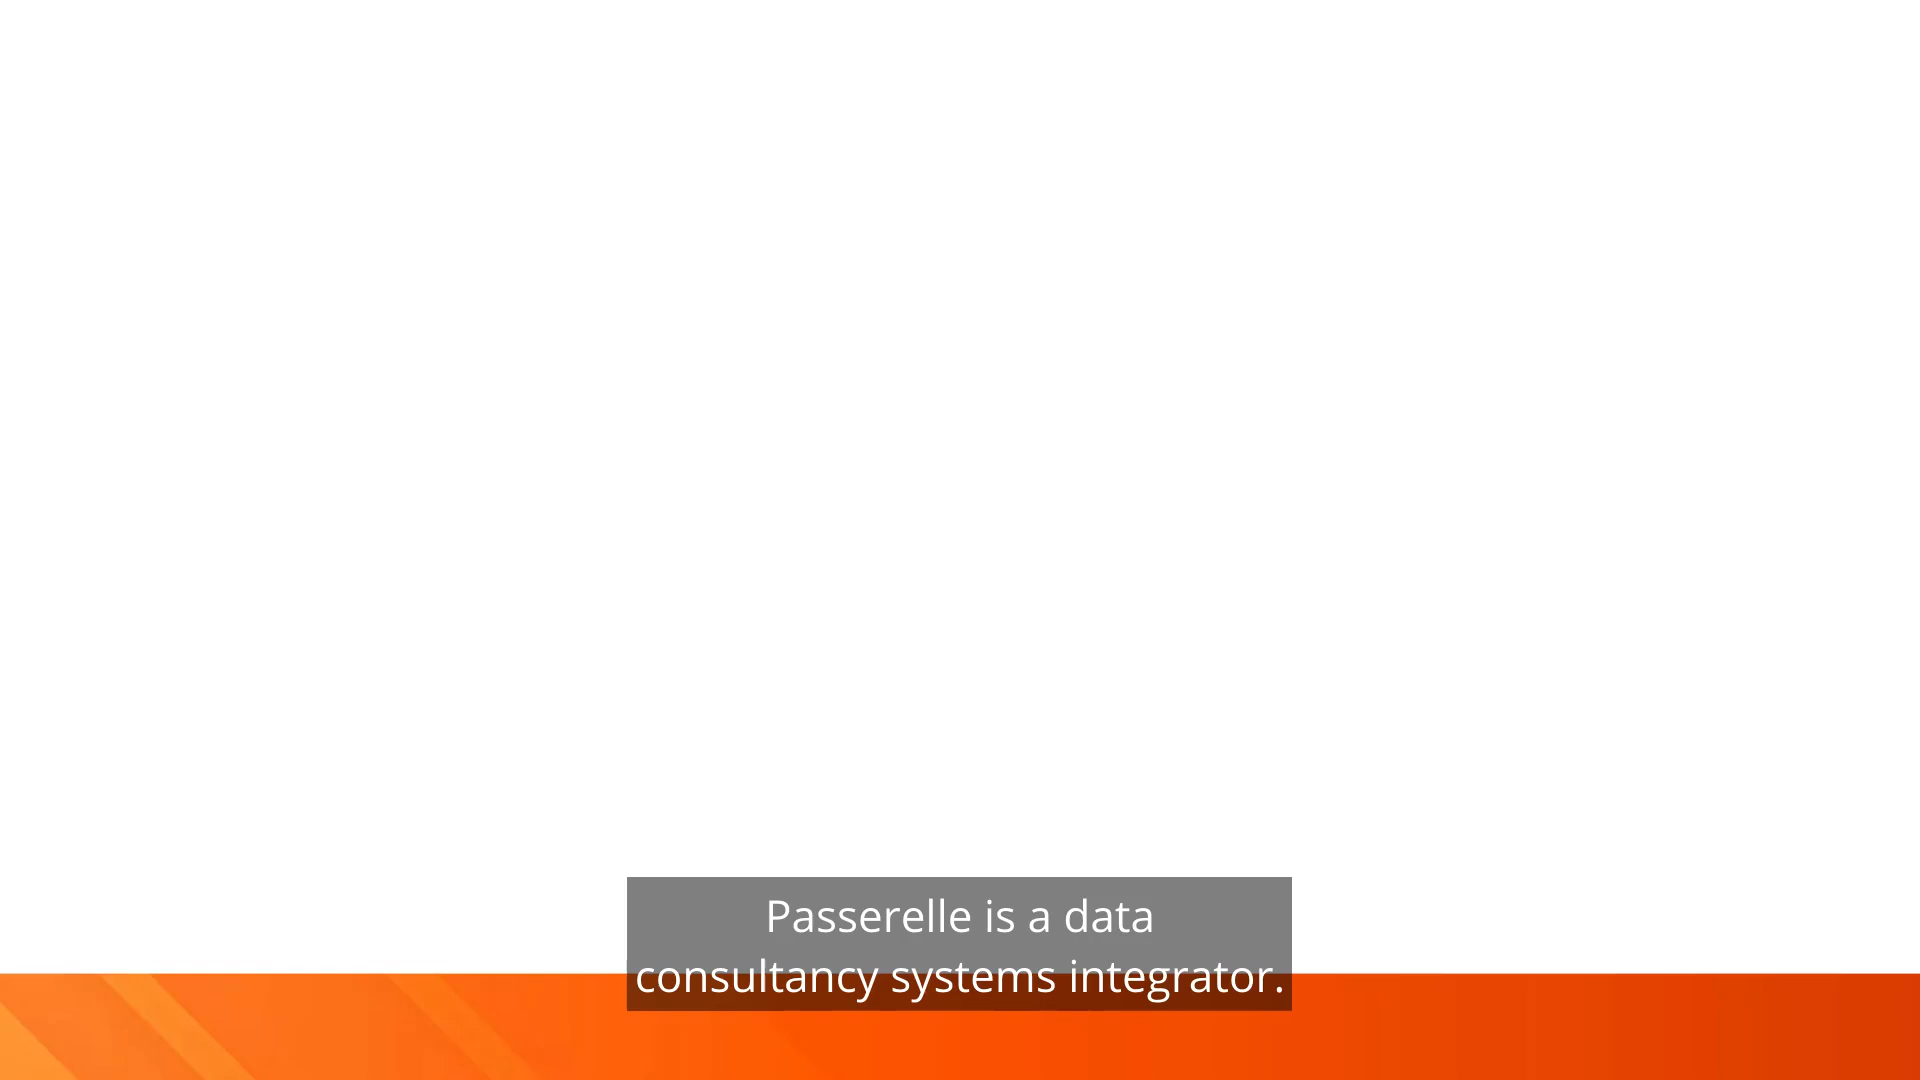 Passerelle is a data
consultancy systems integrator.